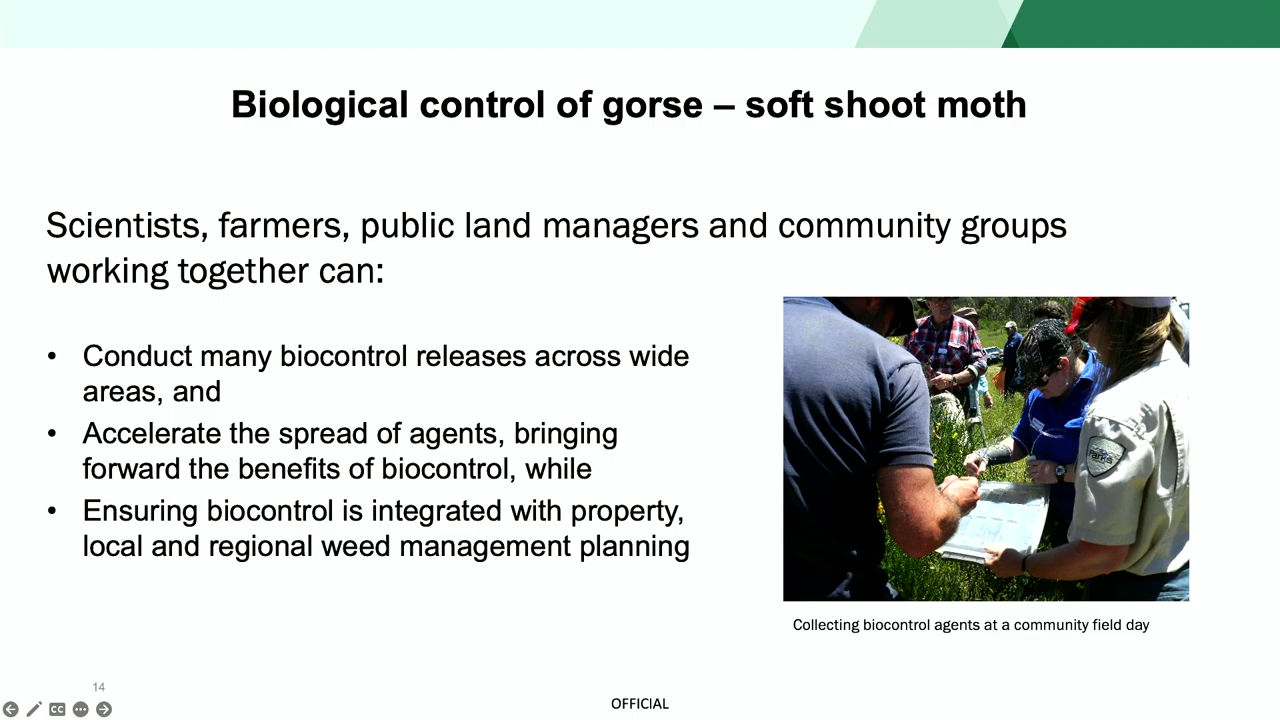 Biological control of gorse – soft shoot moth
Scientists, farmers, public land managers and community groups
working together can:
• Conduct many biocontrol releases across wide
areas, and
• Accelerate the spread of agents, bringing
forward the benefits of biocontrol, while
• Ensuring biocontrol is integrated with property,
local and regional weed management planning
Parks
Collecting biocontrol agents at a community field day
14
CC
OFFICIAL